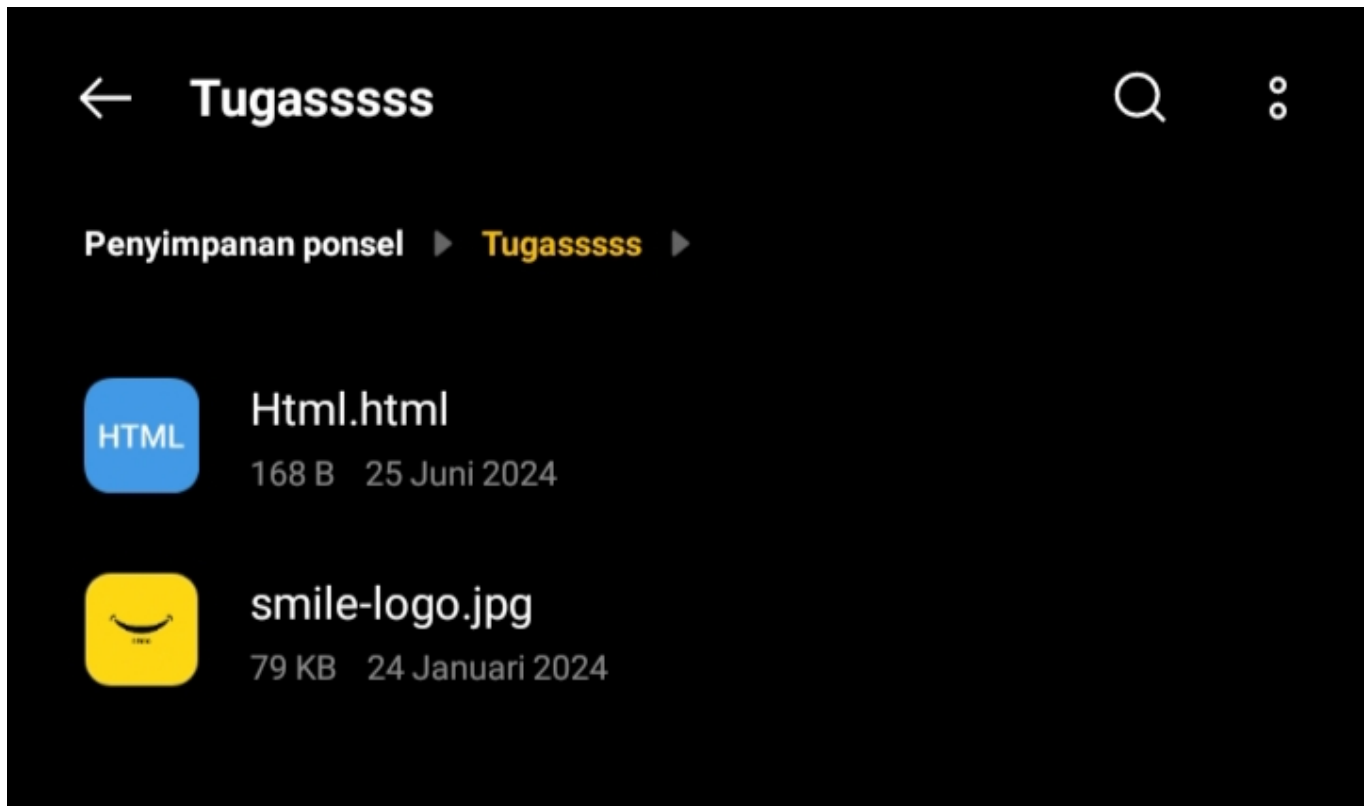 Tugasssss
Penyimpanan ponsel Tugasssss
HTML
Html.html
168 B 25 Juni 2024
smile-logo.jpg
79 KB 24 Januari 2024